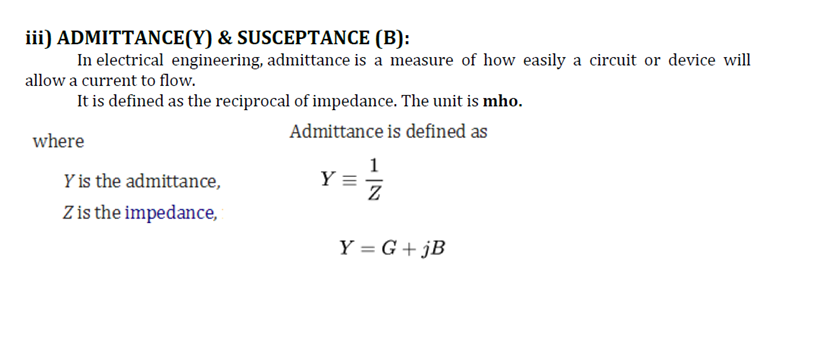 iii) ADMITTANCE(Y) & SUSCEPTANCE (B):
In electrical engineering, admittance is a measure of how easily a circuit or device will
allow a current to flow.
It is defined as the reciprocal of impedance. The unit is mho.
where
Y is the admittance,
Z is the impedance,
Admittance is defined as
Y ≡ 1/Z
Y = G + jB